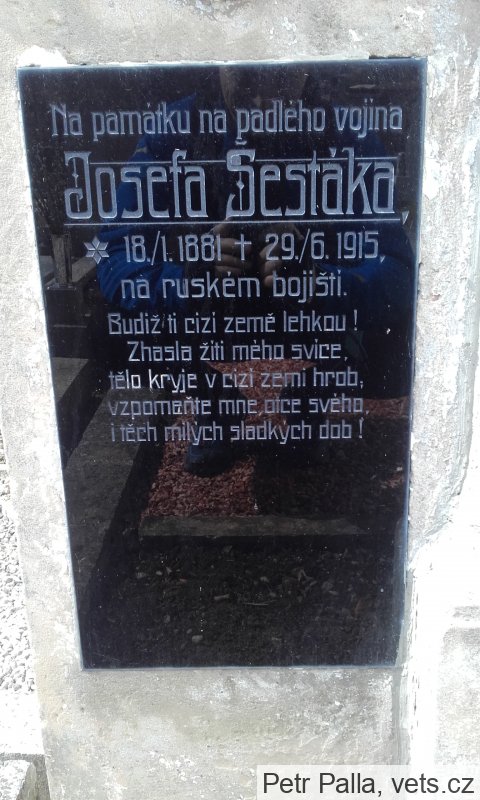 Na památku na padlého vojína
Josefa Šestáka,
* 18./1. 1881 † 29./6. 1915,
na ruském bojišti.
Budiž ti cizí země lehkou !
Zhasla žití mého svíce,
tělo kryje v cizí zemi hrob,
vzpomaňte mne, otce svého,
i těch milých sladkých dob !
Petr Palla, vets.cz